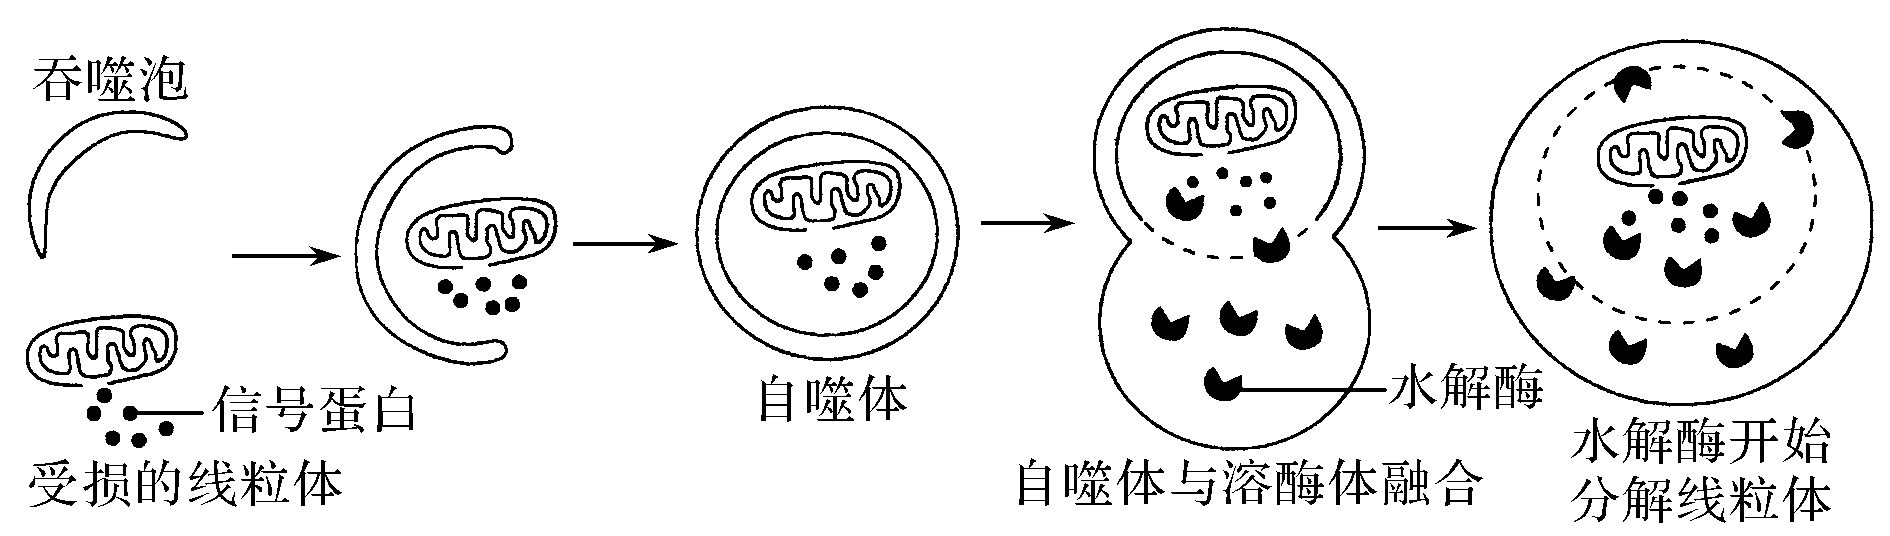 吞噬泡
信号蛋白
受损的线粒体
自噬体
水解酶
自噬体与溶酶体融合
水解酶开始
分解线粒体